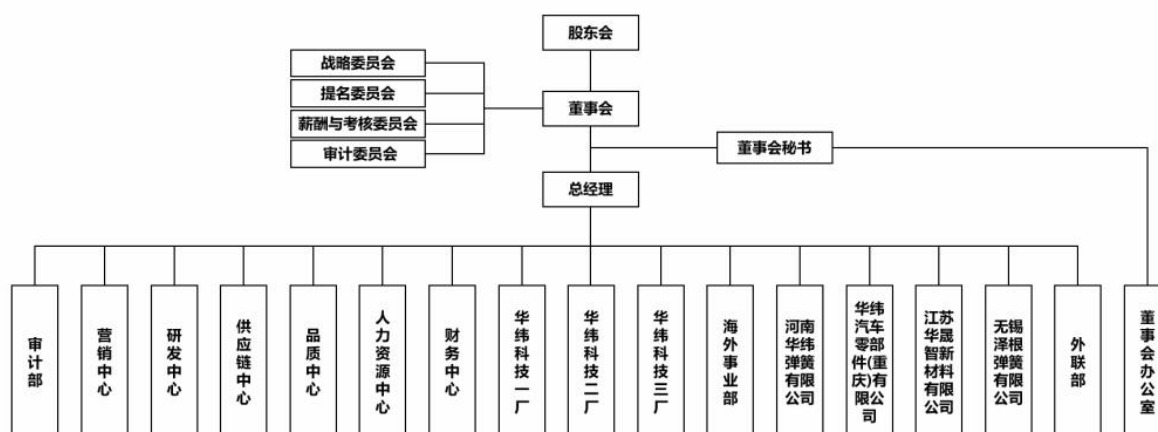 股东会
战略委员会
提名委员会
薪酬与考核委员会
审计委员会
董事会
董事会秘书
总经理
审计部
营销中心
研发中心
供应链中心
品质中心
人力资源中心
财务中心
华纬科技一厂
华纬科技二厂
华纬科技三厂
海外事业部
河南华纬弹簧有限公司
华纬汽车零部件(重庆)有限公司
江苏华晟智新材料有限公司
无锡泽根弹簧有限公司
外联部
董事会办公室